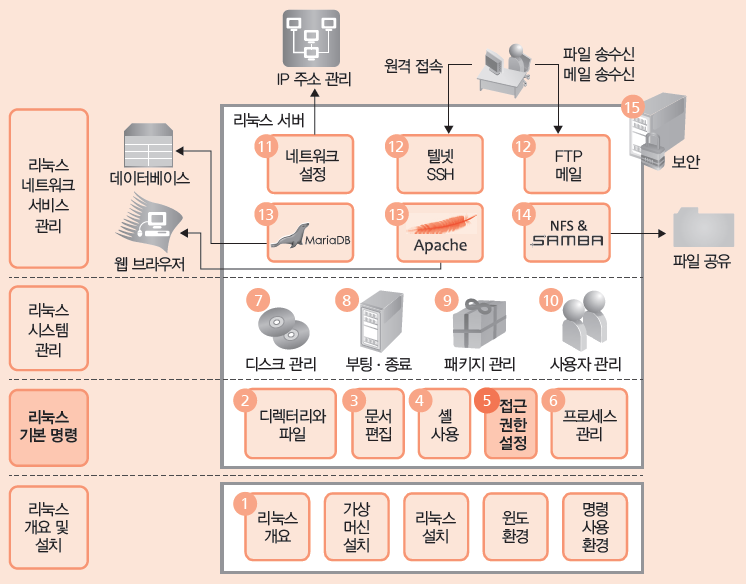 IP 주소 관리
원격 접속
파일 송수신
메일 송수신
15
보안
리눅스
네트워크
서비스
관리
데이터베이스
웹 브라우저
리눅스 서버
11
네트워크
설정
12
텔넷
SSH
12
FTP
메일
13
MariaDB
13
Apache
14
NFS &
SAMBA
파일 공유
리눅스
시스템
관리
7
디스크 관리
8
부팅·종료
9
패키지 관리
10
사용자 관리
리눅스
기본 명령
2
디렉터리와
파일
3
문서
편집
4
셸
사용
5
접근
권한
설정
6
프로세스
관리
리눅스
개요 및
설치
1
리눅스
개요
가상
머신
설치
리눅스
설치
윈도
환경
명령
사용
환경